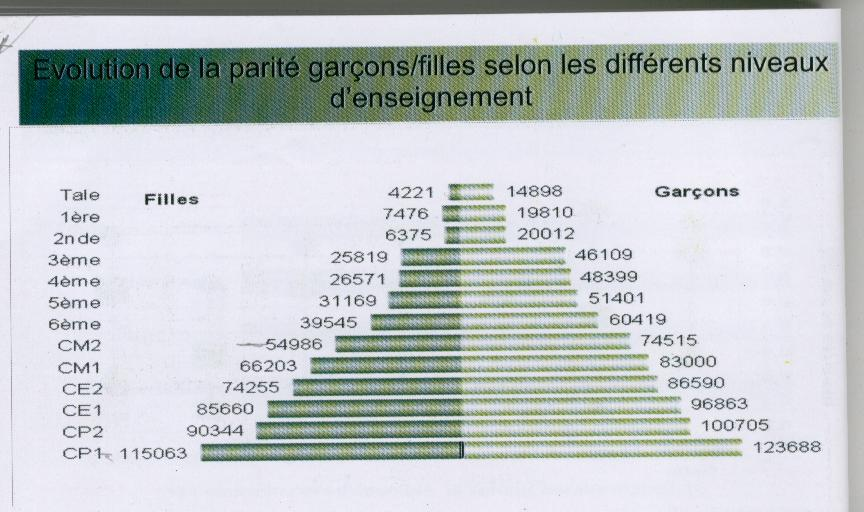 Evolution de la parité garçons/filles selon les différents niveaux
d'enseignement
Filles Garçons
Tale 4221 14898
1ère 7476 19810
2nde 6375 20012
3ème 25819 46109
4ème 26571 48399
5ème 31169 51401
6ème 39545 60419
CM2 54986 74515
CM1 66203 83000
CE2 74255 86590
CE1 85660 96863
CP2 90344 100705
CP1 115063 123688